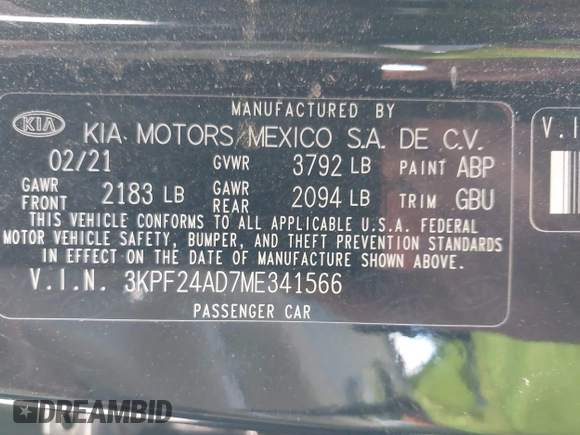 MANUFACTURED BY
KIA KIA MOTORS MEXICO S.A. DE C.V.
02/21 GVWR 3792 LB PAINT ABP
GAWR FRONT 2183 LB GAWR REAR 2094 LB TRIM GBU
THIS VEHICLE CONFORMS TO ALL APPLICABLE U.S.A. FEDERAL
MOTOR VEHICLE SAFETY, BUMPER, AND THEFT PREVENTION STANDARDS
IN EFFECT ON THE DATE OF MANUFACTURE SHOWN ABOVE.
V.I.N. 3KPF24AD7ME341566
PASSENGER CAR
V.I
DREAMBID